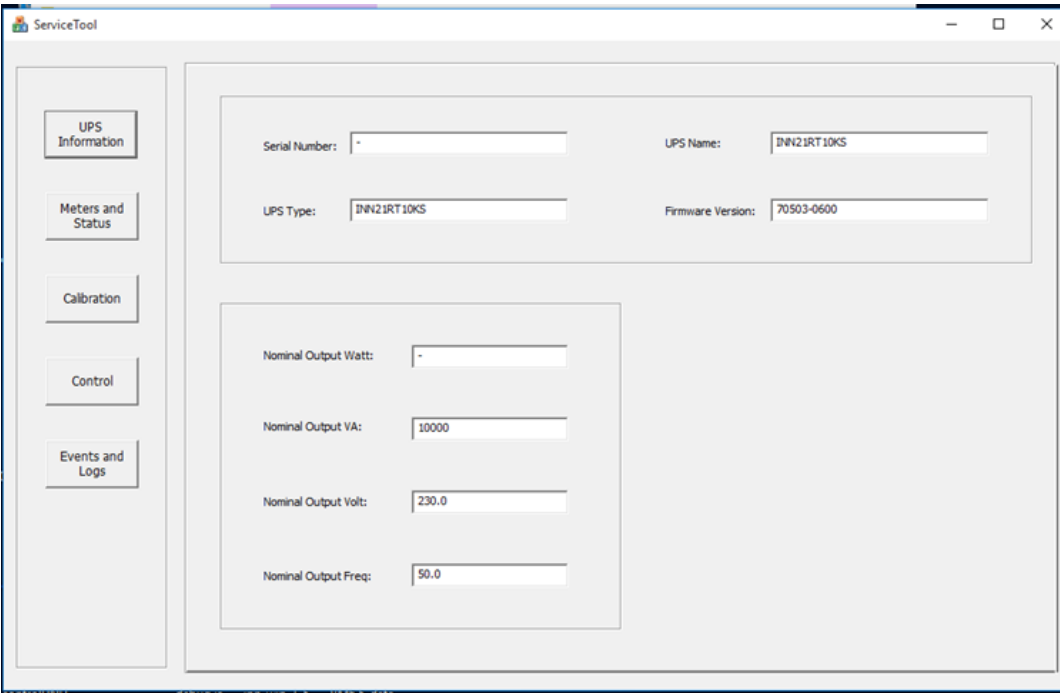 ServiceTool
UPS
Information
Meters and
Status
Calibration
Control
Events and
Logs
Serial Number: -
UPS Name: INN21RT10KS
UPS Type: INN21RT10KS
Firmware Version: 70503-0600
Nominal Output Watt: -
Nominal Output VA: 10000
Nominal Output Volt: 230.0
Nominal Output Freq: 50.0